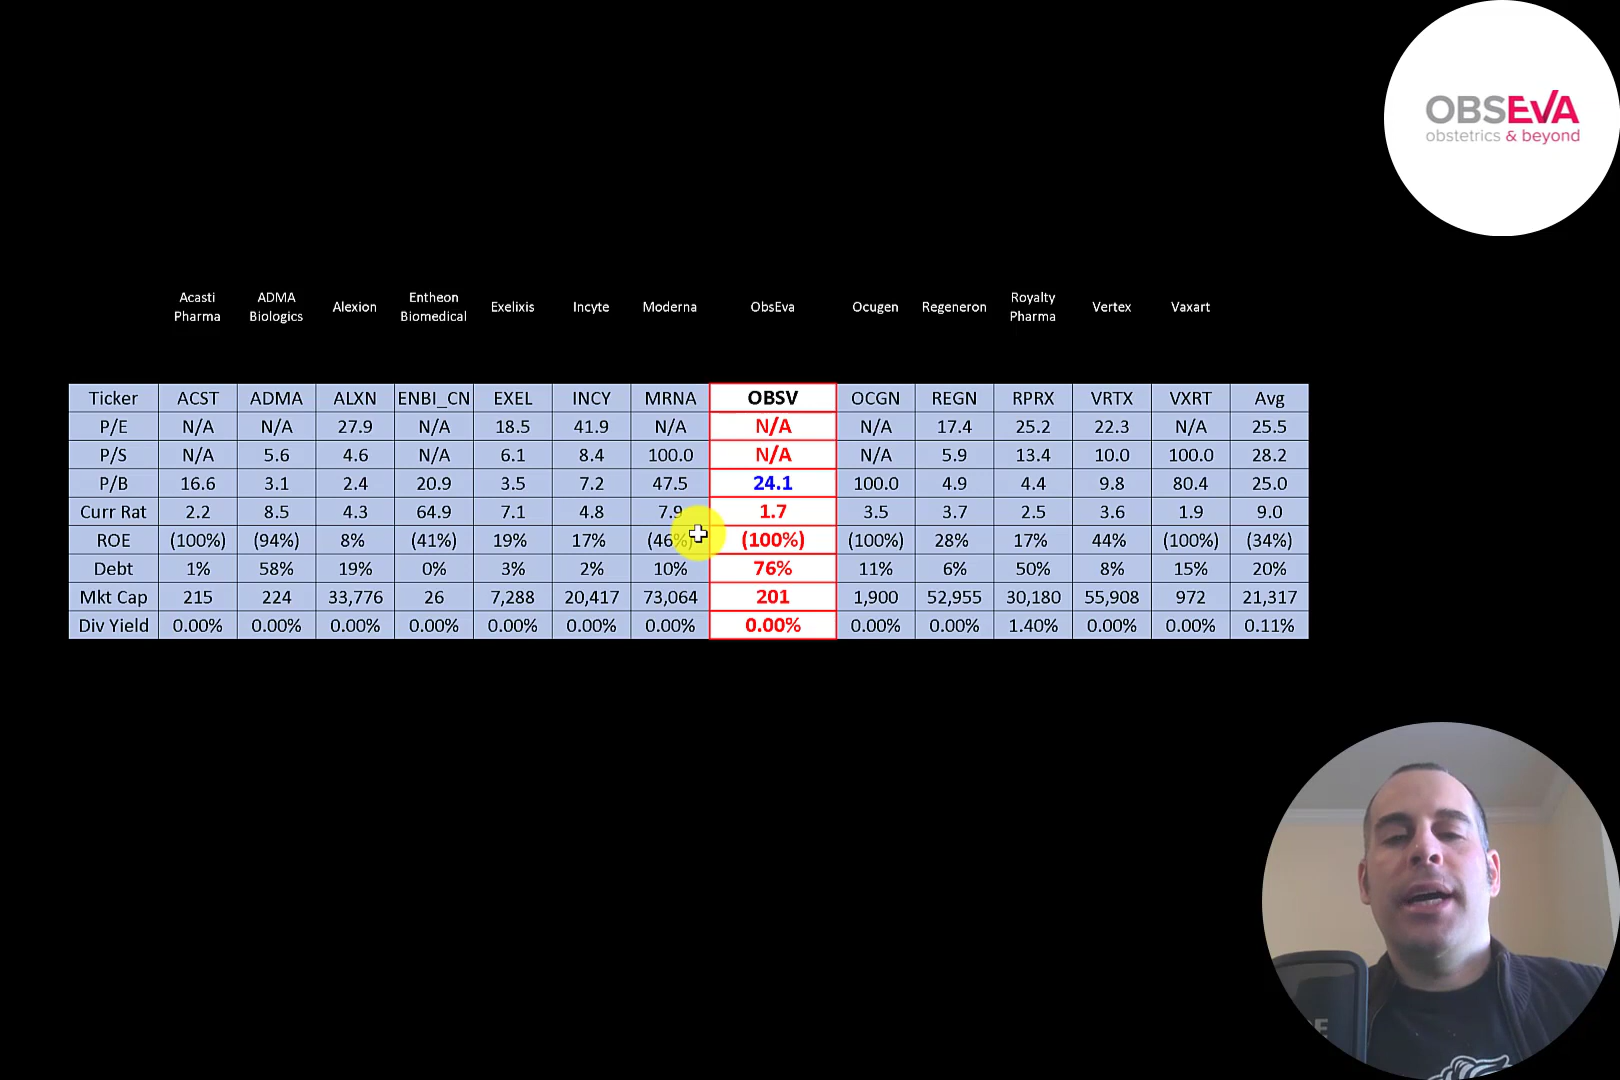 OBSEVA
obstetrics & beyond
Acasti Pharma ADMA Biologics Alexion Entheon Biomedical Exelixis Incyte Moderna ObsEva Ocugen Regeneron Royalty Pharma Vertex Vaxart
Ticker ACST ADMA ALXN ENBI_CN EXEL INCY MRNA OBSV OCGN REGN RPRX VRTX VXRT Avg
P/E N/A N/A 27.9 N/A 18.5 41.9 N/A N/A N/A 17.4 25.2 22.3 N/A 25.5
P/S N/A 5.6 4.6 N/A 6.1 8.4 100.0 N/A N/A 5.9 13.4 10.0 100.0 28.2
P/B 16.6 3.1 2.4 20.9 3.5 7.2 47.5 24.1 100.0 4.9 4.4 9.8 80.4 25.0
Curr Rat 2.2 8.5 4.3 64.9 7.1 4.8 7.9 1.7 3.5 3.7 2.5 3.6 1.9 9.0
ROE (100%) (94%) 8% (41%) 19% 17% (46%) (100%) (100%) 28% 17% 44% (100%) (34%)
Debt 1% 58% 19% 0% 3% 2% 10% 76% 11% 6% 50% 8% 15% 20%
Mkt Cap 215 224 33,776 26 7,288 20,417 73,064 201 1,900 52,955 30,180 55,908 972 21,317
Div Yield 0.00% 0.00% 0.00% 0.00% 0.00% 0.00% 0.00% 0.00% 0.00% 0.00% 1.40% 0.00% 0.00% 0.11%